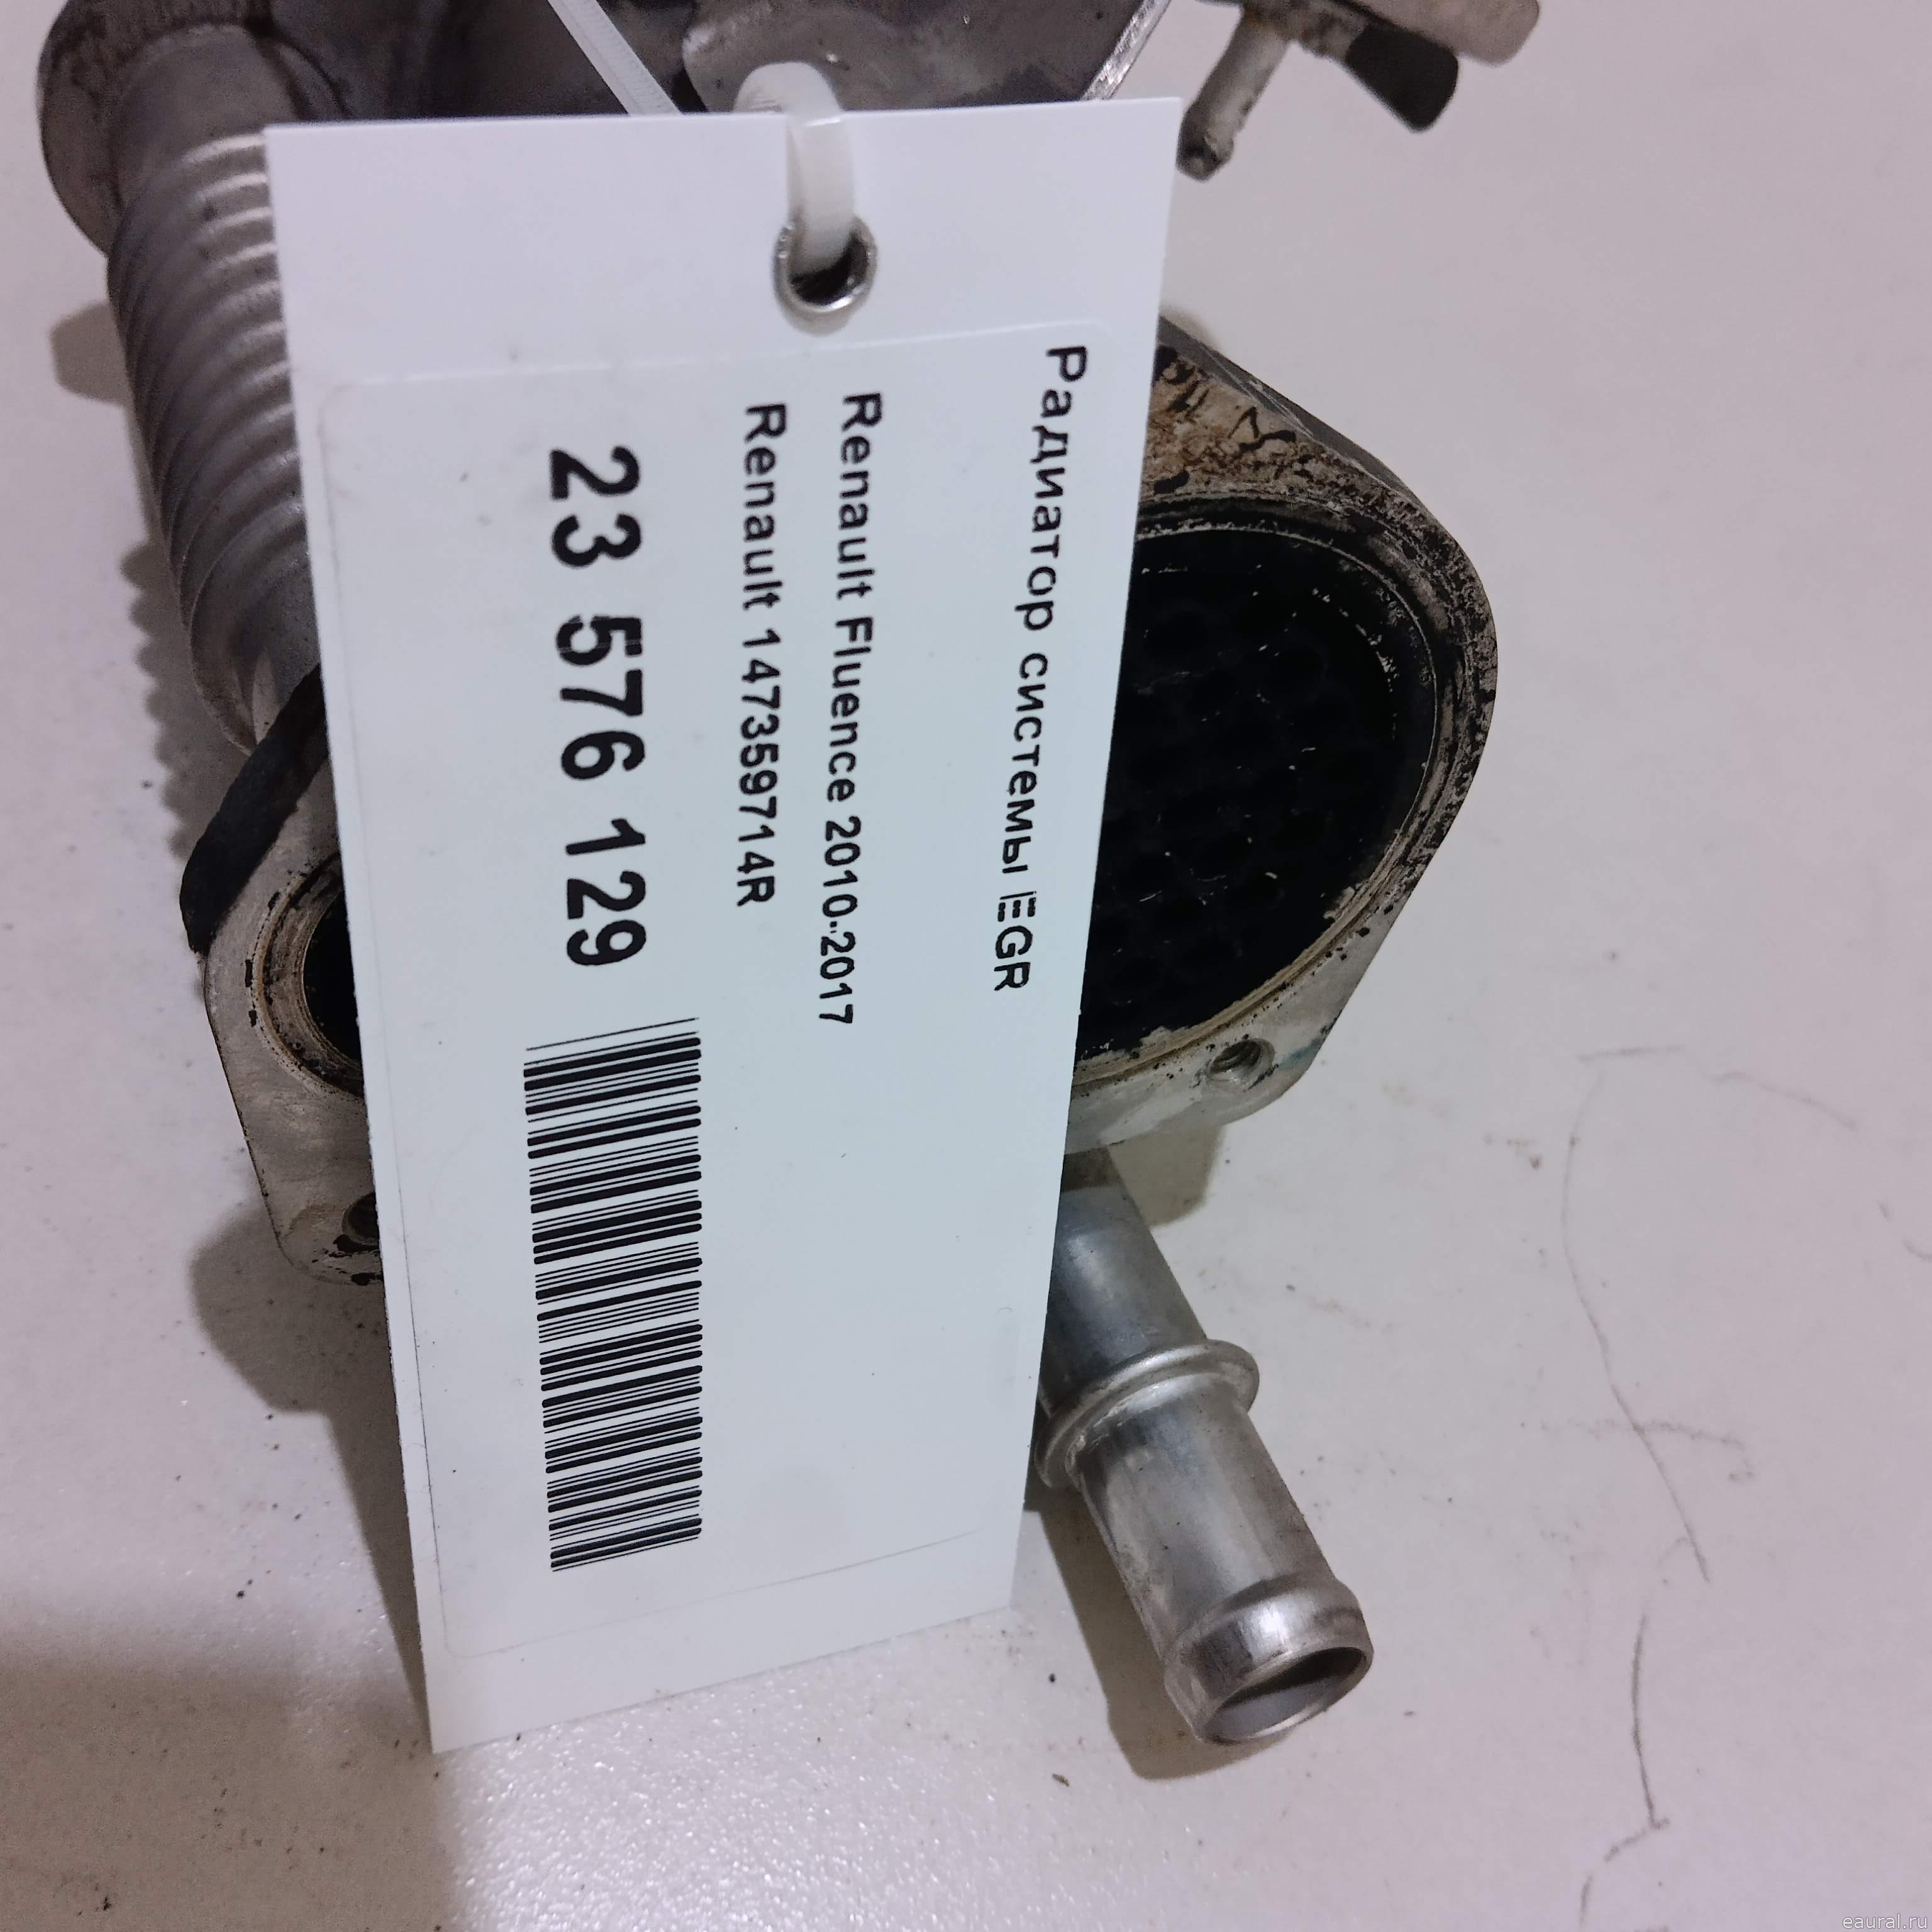 Радиатор системы EGR
Renault Fluence 2010-2017
Renault 147359714R
23 576 129
eaural.ru